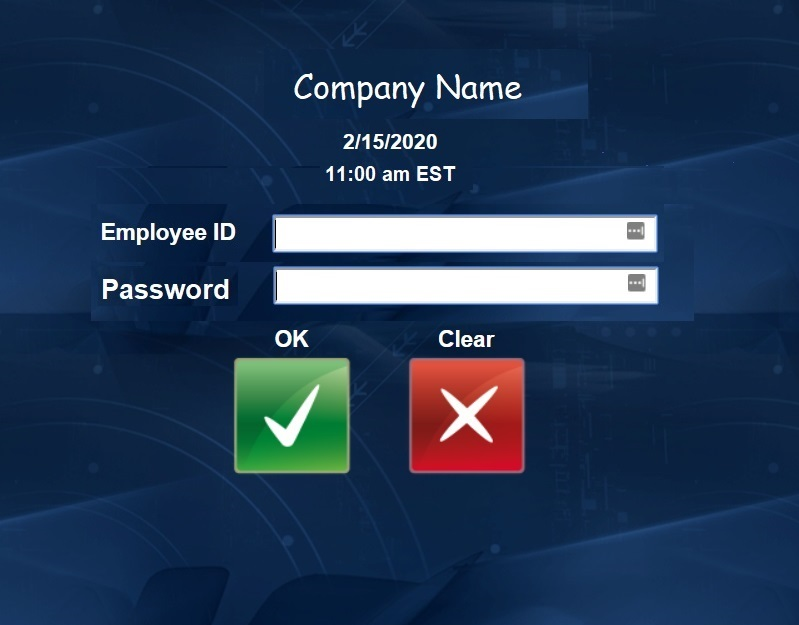 Company Name
2/15/2020
11:00 am EST
Employee ID
Password
OK
Clear